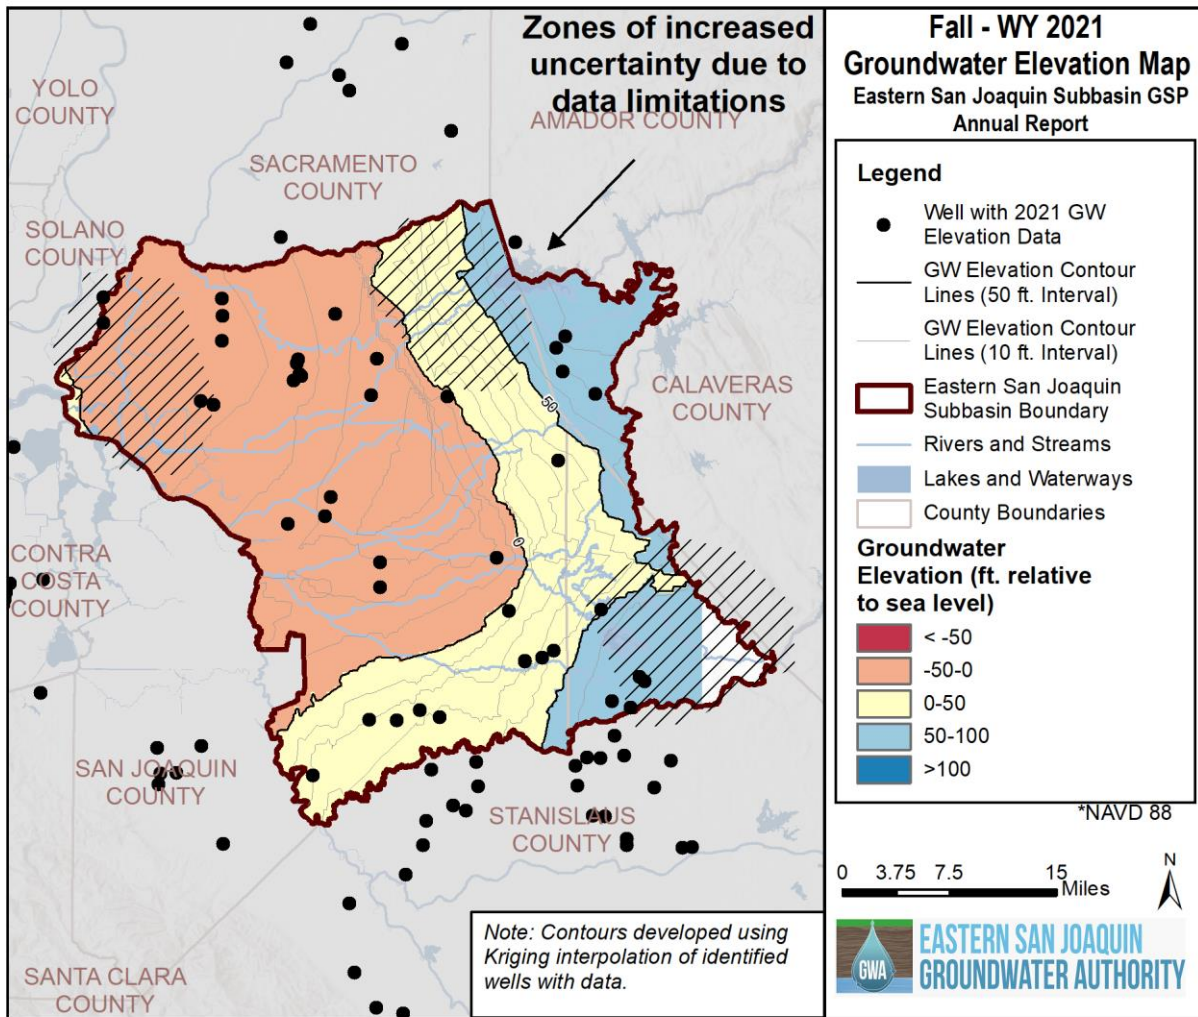 Zones of increased
uncertainty due to
data limitations
YOLO
COUNTY
AMADOR COUNTY
SACRAMENTO
COUNTY
SOLANO
COUNTY
CALAVERAS
COUNTY
50
0
CONTRA
COSTA
COUNTY
SAN JOAQUIN
COUNTY
STANISLAUS
COUNTY
SANTA CLARA
COUNTY
Note: Contours developed using
Kriging interpolation of identified
wells with data.
Fall - WY 2021
Groundwater Elevation Map
Eastern San Joaquin Subbasin GSP
Annual Report
Legend
Well with 2021 GW
Elevation Data
GW Elevation Contour
Lines (50 ft. Interval)
GW Elevation Contour
Lines (10 ft. Interval)
Eastern San Joaquin
Subbasin Boundary
Rivers and Streams
Lakes and Waterways
County Boundaries
Groundwater
Elevation (ft. relative
to sea level)
< -50
-50-0
0-50
50-100
>100
*NAVD 88
0 3.75 7.5 15
Miles
N
GWA
EASTERN SAN JOAQUIN
GROUNDWATER AUTHORITY